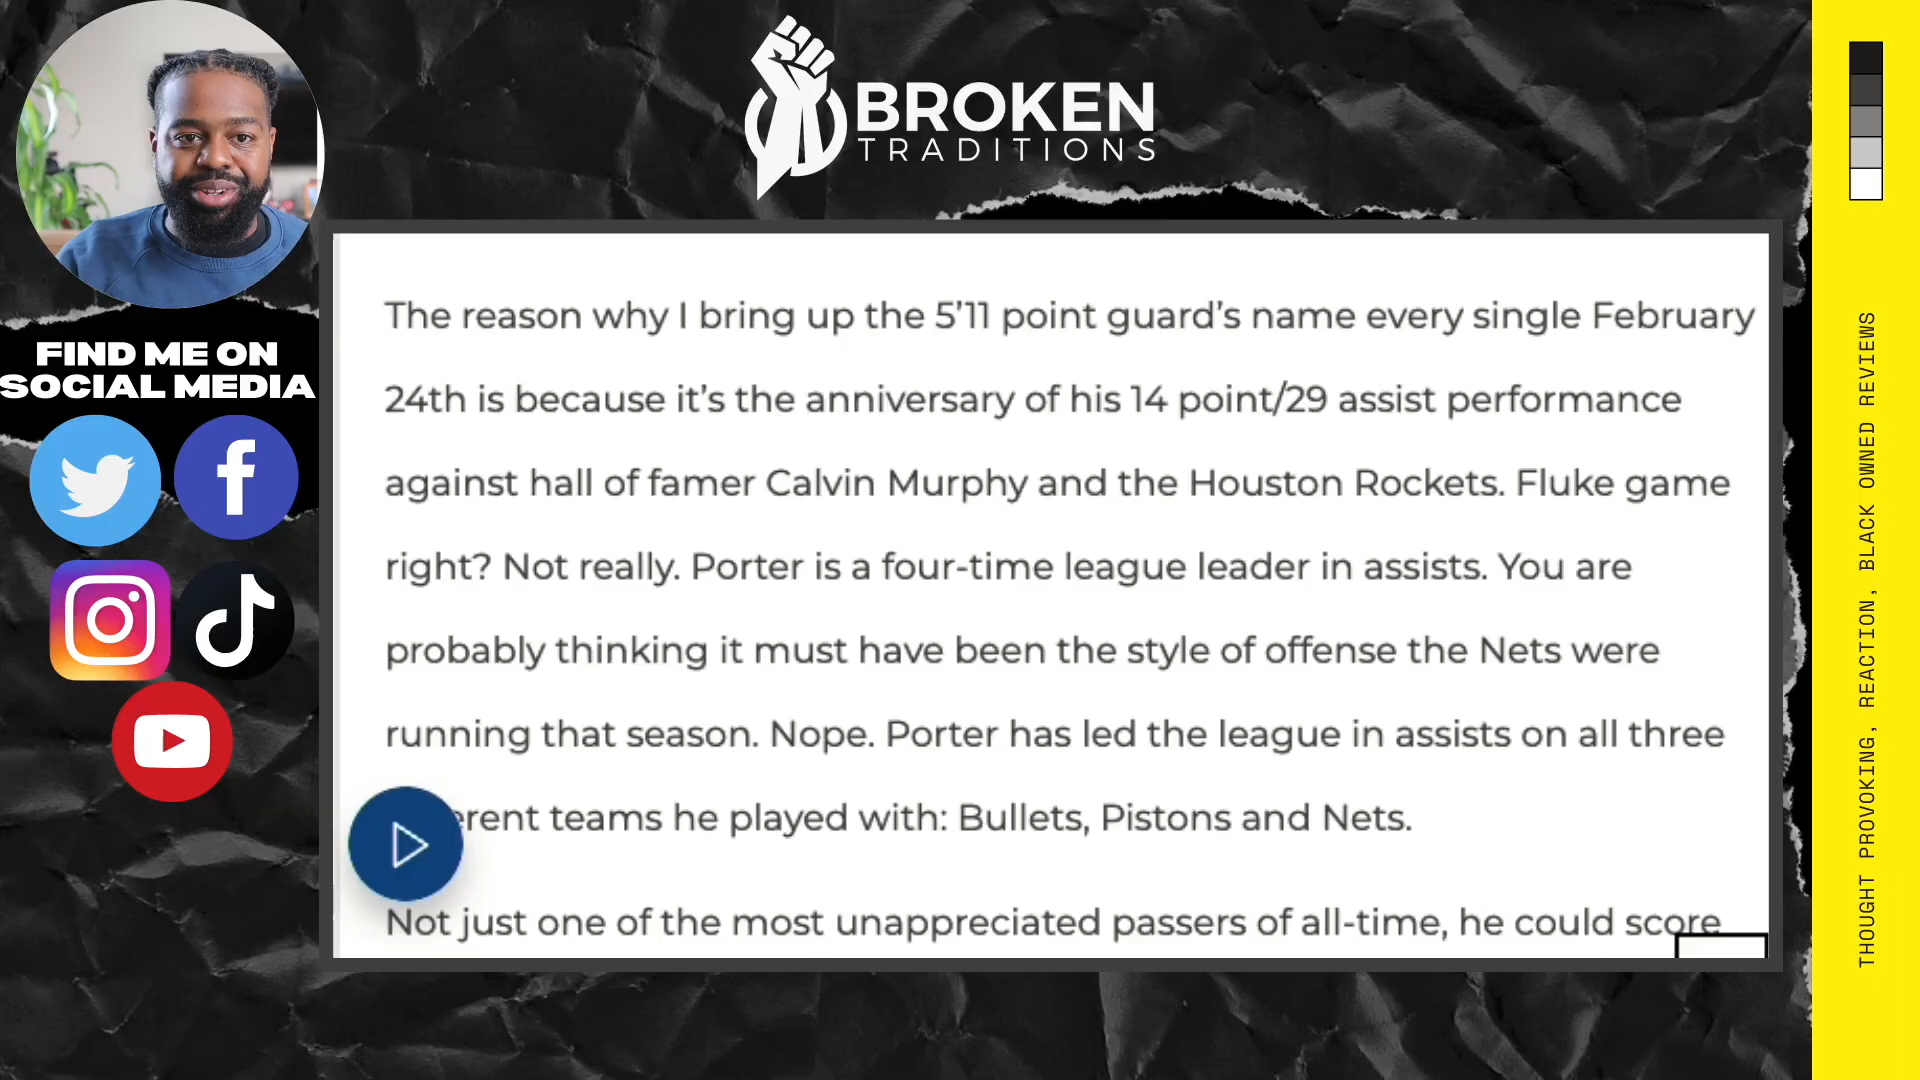 BROKEN
TRADITIONS
FIND ME ON
SOCIAL MEDIA
The reason why I bring up the 5’11 point guard’s name every single February
24th is because it’s the anniversary of his 14 point/29 assist performance
against hall of famer Calvin Murphy and the Houston Rockets. Fluke game
right? Not really. Porter is a four-time league leader in assists. You are
probably thinking it must have been the style of offense the Nets were
running that season. Nope. Porter has led the league in assists on all three
erent teams he played with: Bullets, Pistons and Nets.
Not just one of the most unappreciated passers of all-time, he could score
THOUGHT PROVOKING, REACTION, BLACK OWNED REVIEWS